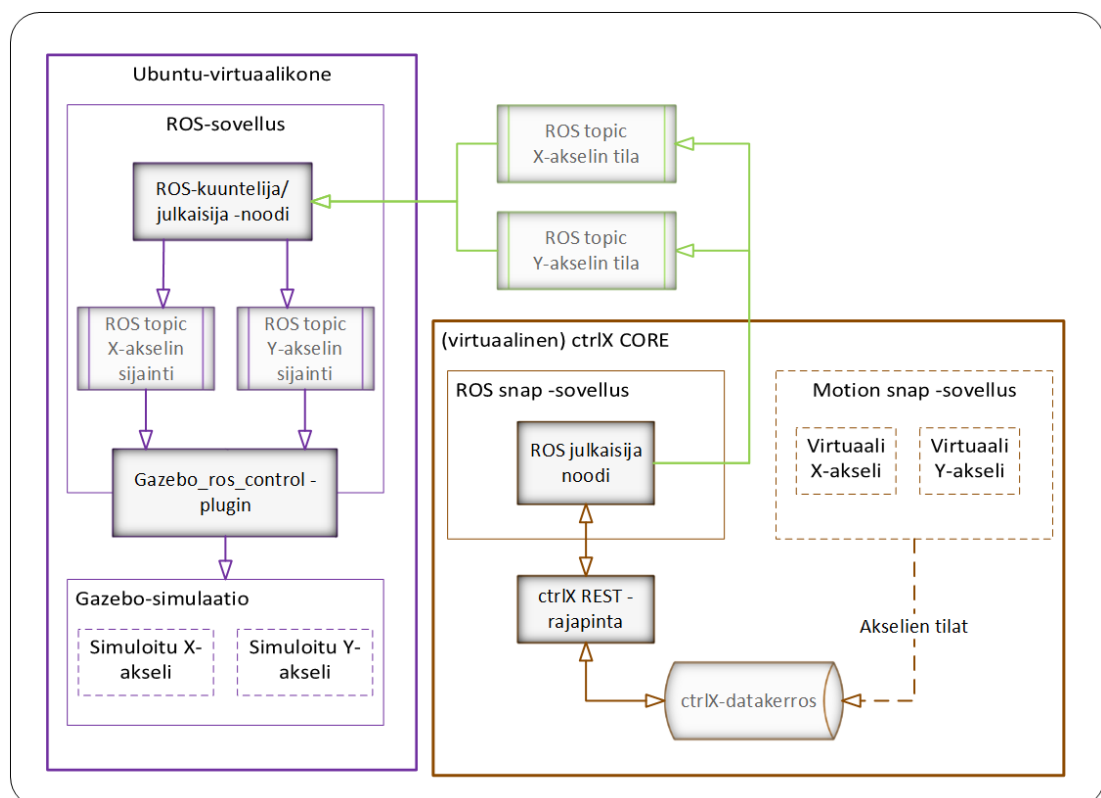 Ubuntu-virtuaalikone
ROS-sovellus
ROS-kuuntelija/
julkaisija -noodi
ROS topic
X-akselin
sijainti
ROS topic
Y-akselin
sijainti
Gazebo_ros_control -
plugin
Gazebo-simulaatio
Simuloitu X-
akseli
Simuloitu Y-
akseli
ROS topic
X-akselin tila
ROS topic
Y-akselin tila
(virtuaalinen) ctrlX CORE
ROS snap -sovellus
ROS julkaisija
noodi
Motion snap -sovellus
Virtuaali
X-akseli
Virtuaali
Y-akseli
ctrlX REST -
rajapinta
Akselien tilat
ctrlX-datakerros